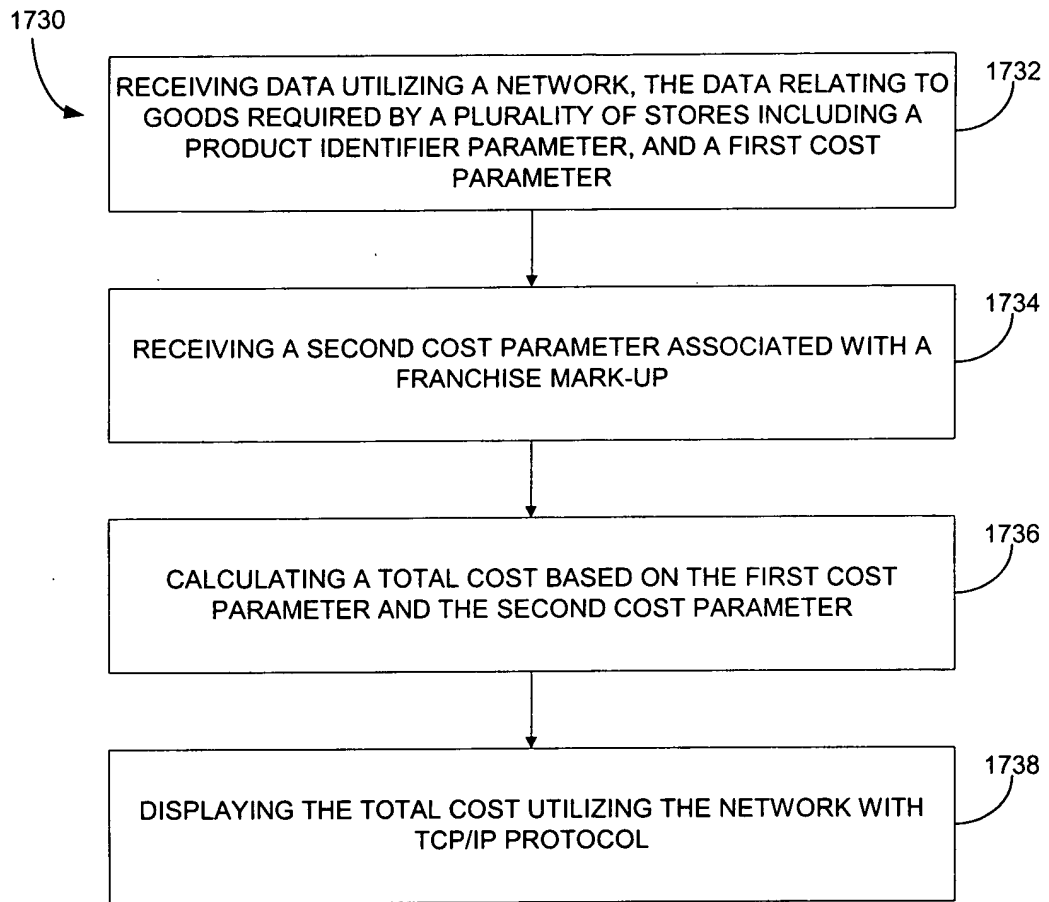 1730
1732
RECEIVING DATA UTILIZING A NETWORK, THE DATA RELATING TO
GOODS REQUIRED BY A PLURALITY OF STORES INCLUDING A
PRODUCT IDENTIFIER PARAMETER, AND A FIRST COST
PARAMETER
1734
RECEIVING A SECOND COST PARAMETER ASSOCIATED WITH A
FRANCHISE MARK-UP
1736
CALCULATING A TOTAL COST BASED ON THE FIRST COST
PARAMETER AND THE SECOND COST PARAMETER
1738
DISPLAYING THE TOTAL COST UTILIZING THE NETWORK WITH
TCP/IP PROTOCOL